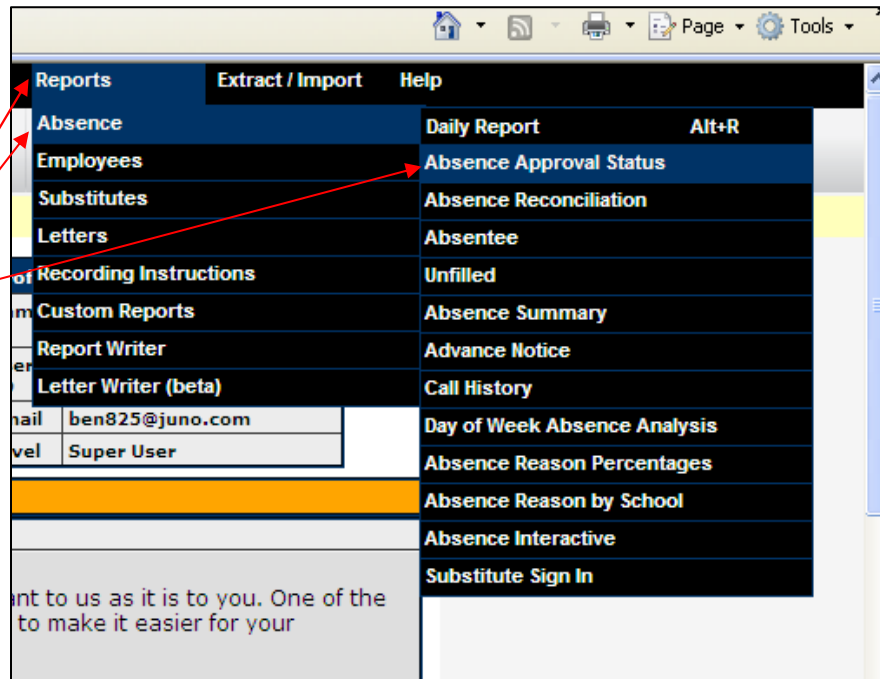 Page Tools
Reports Extract / Import Help
Absence
Employees
Substitutes
Letters
Recording Instructions
Custom Reports
Report Writer
Letter Writer (beta)
Daily Report Alt+R
Absence Approval Status
Absence Reconciliation
Absentee
Unfilled
Absence Summary
Advance Notice
Call History
Day of Week Absence Analysis
Absence Reason Percentages
Absence Reason by School
Absence Interactive
Substitute Sign In
ail ben825@juno.com
vel Super User
ant to us as it is to you. One of the
to make it easier for your